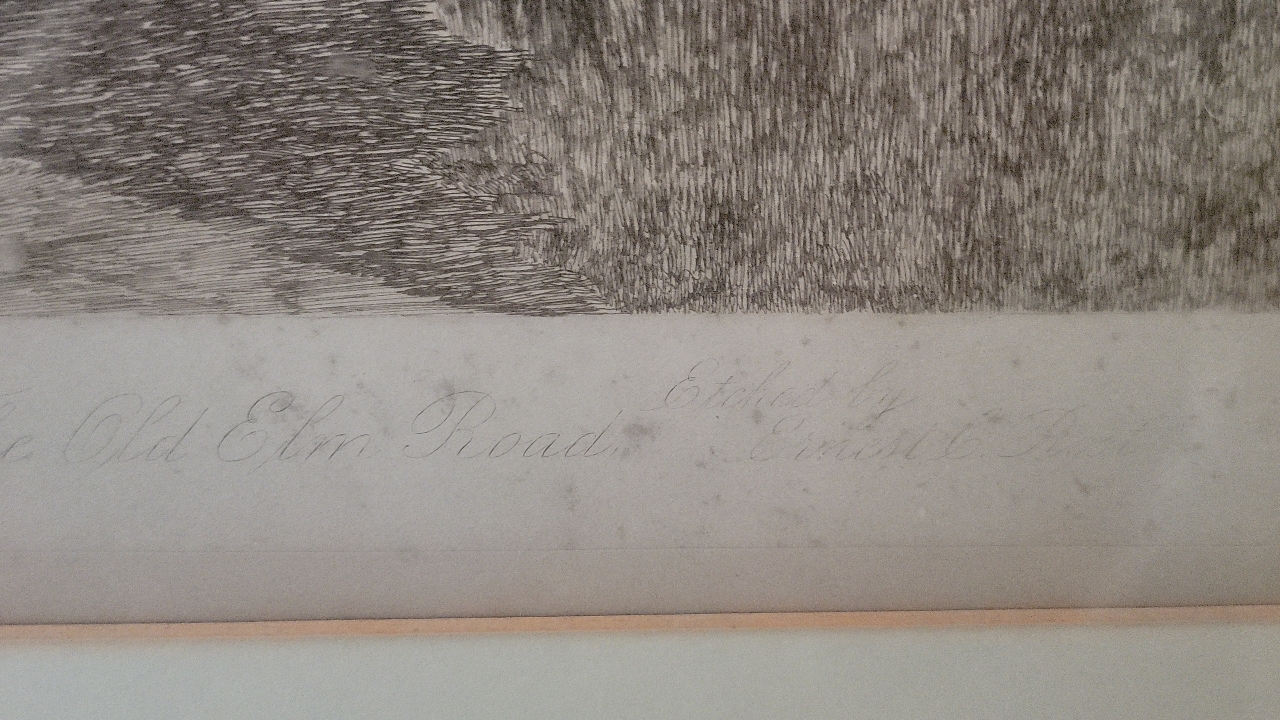 e Old Elm Road.
Etched by
Ernest C.